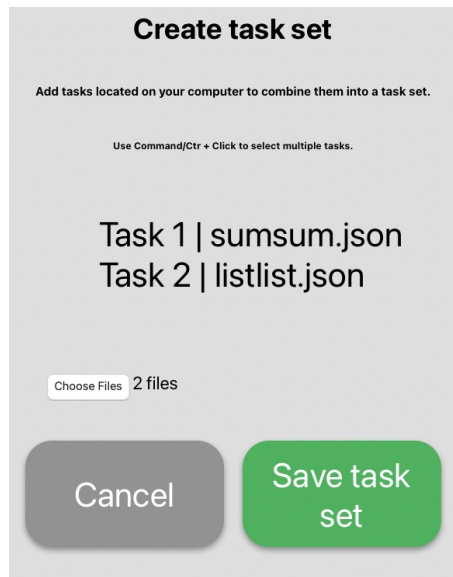 Create task set
Add tasks located on your computer to combine them into a task set.
Use Command/Ctr + Click to select multiple tasks.
Task 1 | sumsum.json
Task 2 | listlist.json
Choose Files 2 files
Cancel
Save task
set